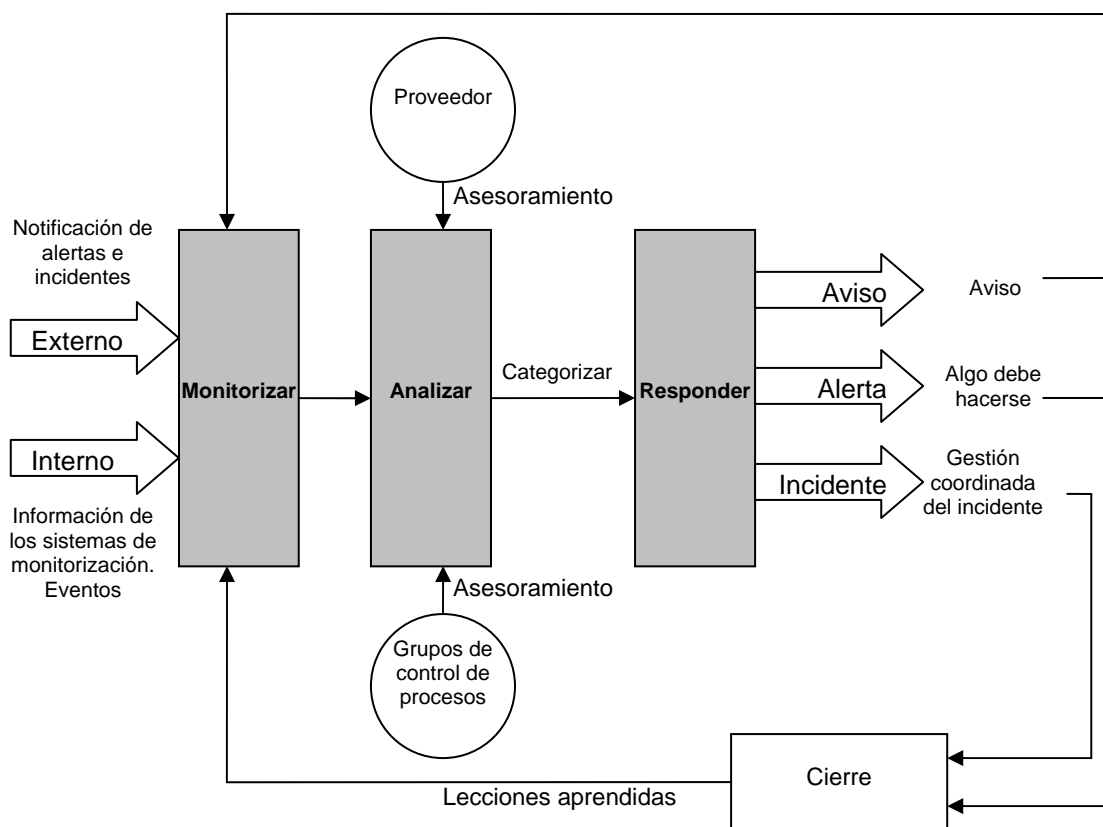 Proveedor
Asesoramiento
Notificación de
alertas e
incidentes
Externo
Interno
Información de
los sistemas de
monitorización.
Eventos
Monitorizar
Analizar
Categorizar
Responder
Aviso
Aviso
Alerta
Algo debe
hacerse
Incidente
Gestión
coordinada
del incidente
Asesoramiento
Grupos de
control de
procesos
Cierre
Lecciones aprendidas